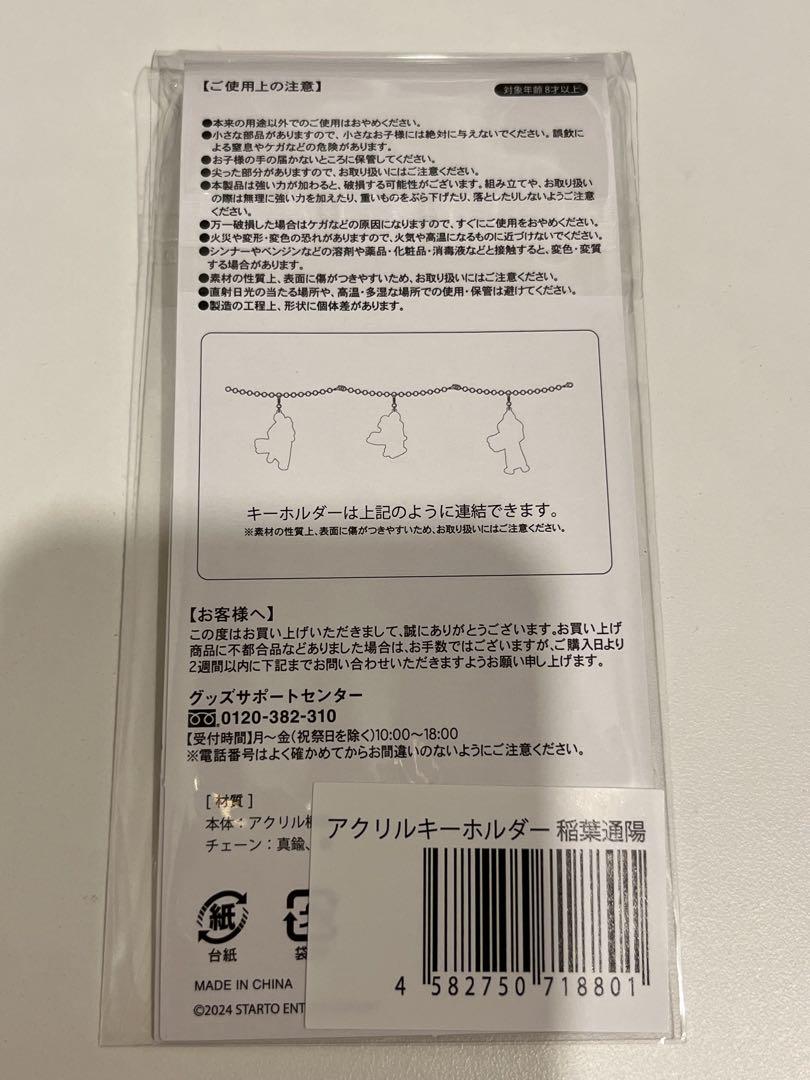 【ご使用上の注意】
対象年齢8才以上
●本来の用途以外でのご使用はおやめください。
●小さな部品がありますので、小さなお子様には絶対に与えないでください。誤飲に
よる窒息やケガなどの危険があります。
●お子様の手の届かないところに保管してください。
●尖った部分がありますので、お取り扱いにはご注意ください。
●本製品は強い力が加わると、破損する可能性がございます。組み立てや、お取り扱い
の際は無理に強い力を加えたり、重いものをぶら下げたり、落としたりしないようご注意
ください。
●万一破損した場合はケガなどの原因になりますので、すぐにご使用をおやめください。
●火災や変形・変色の恐れがありますので、火気や高温になるものに近づけないでください。
●シンナーやベンジンなどの溶剤や薬品・化粧品・消毒液などと接触すると、変色・変質
する場合があります。
●素材の性質上、表面に傷がつきやすいため、お取り扱いにはご注意ください。
●直射日光の当たる場所や、高温・多湿な場所での使用・保管は避けてください。
●製造の工程上、形状に個体差があります。
キーホルダーは上記のように連結できます。
※素材の性質上、表面に傷がつきやすいため、お取り扱いにはご注意ください。
【お客様へ】
この度はお買い上げいただきまして、誠にありがとうございます。お買い上げ
商品に不都合品などありました場合は、お手数ではございますが、ご購入日より
2週間以内に下記までお問い合わせいただきますようお願い申し上げます。
グッズサポートセンター
0120-382-310
【受付時間】月〜金(祝祭日を除く)10:00〜18:00
※電話番号はよく確かめてからお間違いのないようにご注意ください。
[材質]
本体：アクリル
チェーン：真鍮、
アクリルキーホルダー 稲葉通陽
4 582750 718801
紙
台紙
袋
MADE IN CHINA
©2024 STARTO ENT